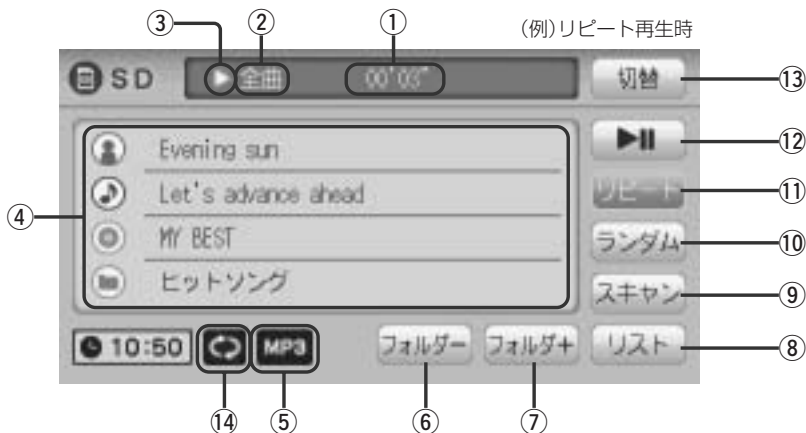 (例)リピート再生時
③ ② ①
SD 全曲 00'03" 切替 ⑬
Evening sun ▶II ⑫
Let's advance ahead リピート ⑪
④
MY BEST ランダム ⑩
ヒットソング スキャン ⑨
10:50 MP3 フォルダー フォルダ+ リスト ⑧
⑭ ⑤ ⑥ ⑦